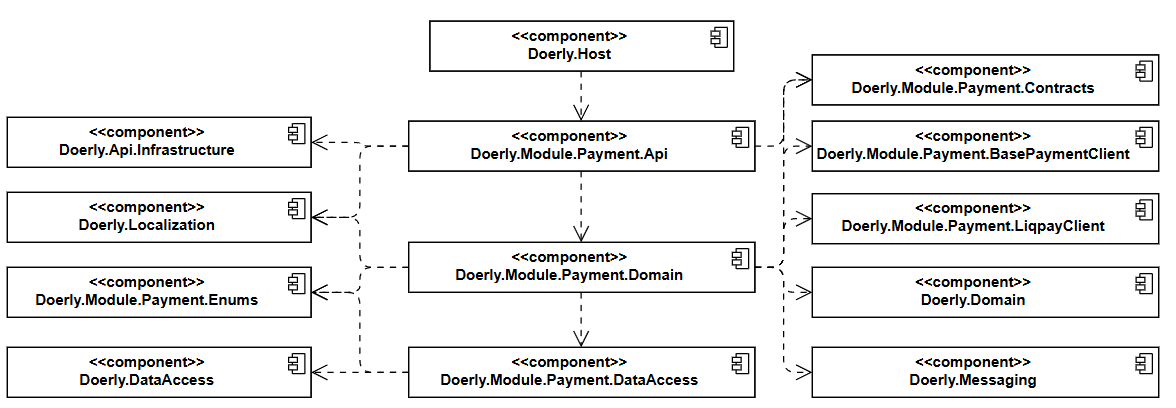 <<component>>
Doerly.Host
<<component>>
Doerly.Module.Payment.Contracts
<<component>>
Doerly.Api.Infrastructure
<<component>>
Doerly.Module.Payment.Api
<<component>>
Doerly.Module.Payment.BasePaymentClient
<<component>>
Doerly.Localization
<<component>>
Doerly.Module.Payment.LiqpayClient
<<component>>
Doerly.Module.Payment.Domain
<<component>>
Doerly.Module.Payment.Enums
<<component>>
Doerly.Domain
<<component>>
Doerly.DataAccess
<<component>>
Doerly.Module.Payment.DataAccess
<<component>>
Doerly.Messaging